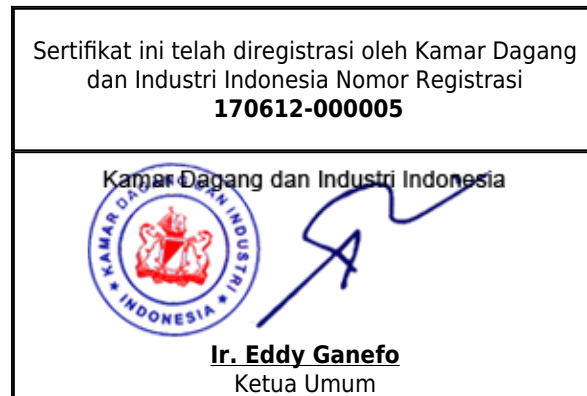 Sertifikat ini telah diregistrasi oleh Kamar Dagang
dan Industri Indonesia Nomor Registrasi
170612-000005
Kamar Dagang dan Industri Indonesia
KAMAR DAGANG DAN INDUSTRI
INDONESIA
Ir. Eddy Ganefo
Ketua Umum